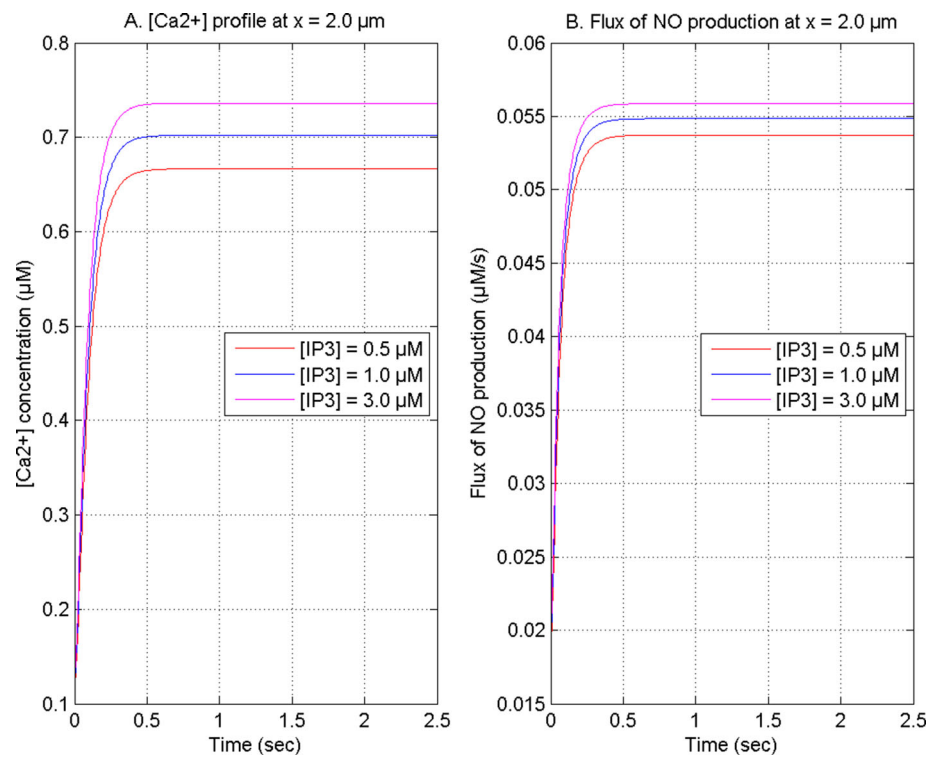 A. [Ca2+] profile at x = 2.0 µm
0.8
0.7
0.6
0.5
0.4
0.3
0.2
0.1
[Ca2+] concentration (µM)
[IP3] = 0.5 µM
[IP3] = 1.0 µM
[IP3] = 3.0 µM
0 0.5 1 1.5 2 2.5
Time (sec)
B. Flux of NO production at x = 2.0 µm
0.06
0.055
0.05
0.045
0.04
0.035
0.03
0.025
0.02
0.015
Flux of NO production (µM/s)
[IP3] = 0.5 µM
[IP3] = 1.0 µM
[IP3] = 3.0 µM
0 0.5 1 1.5 2 2.5
Time (sec)